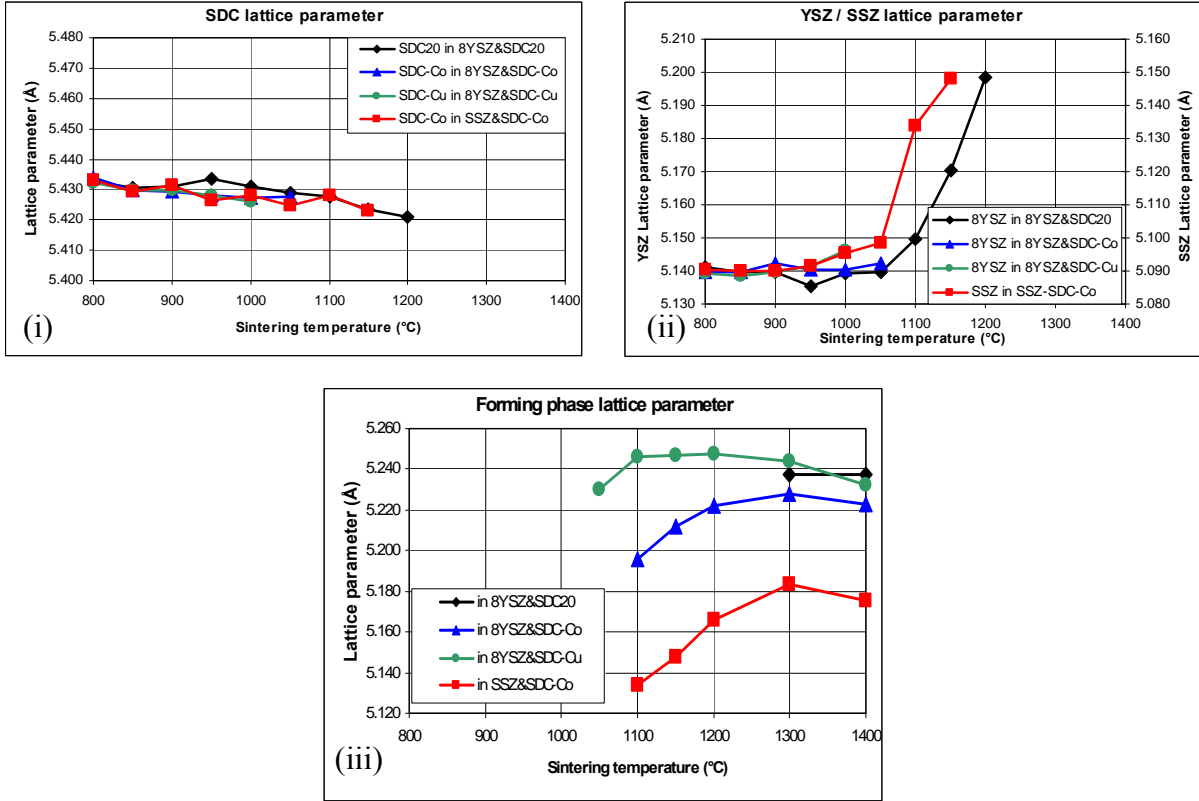 SDC lattice parameter
Lattice parameter (Å)
5.480
5.470
5.460
5.450
5.440
5.430
5.420
5.410
5.400
SDC20 in 8YSZ&SDC20
SDC-Co in 8YSZ&SDC-Co
SDC-Cu in 8YSZ&SDC-Cu
SDC-Co in SSZ&SDC-Co
800 900 1000 1100 1200 1300 1400
Sintering temperature (°C)
(i)
YSZ / SSZ lattice parameter
YSZ Lattice parameter (Å)
5.210
5.200
5.190
5.180
5.170
5.160
5.150
5.140
5.130
8YSZ in 8YSZ&SDC20
8YSZ in 8YSZ&SDC-Co
8YSZ in 8YSZ&SDC-Cu
SSZ in SSZ-SDC-Co
5.160
5.150
5.140
5.130
5.120
5.110
5.100
5.090
5.080
SSZ Lattice parameter (Å)
800 900 1000 1100 1200 1300 1400
Sintering temperature (°C)
(ii)
Forming phase lattice parameter
Lattice parameter (Å)
5.260
5.240
5.220
5.200
5.180
5.160
5.140
5.120
in 8YSZ&SDC20
in 8YSZ&SDC-Co
in 8YSZ&SDC-Cu
in SSZ&SDC-Co
800 900 1000 1100 1200 1300 1400
Sintering temperature (°C)
(iii)